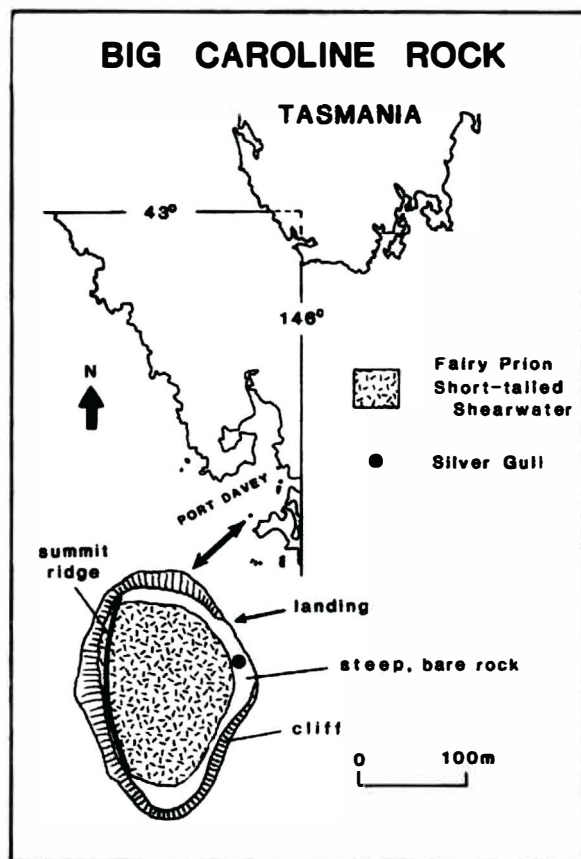 BIG CAROLINE ROCK
TASMANIA
43°
146°
N
Fairy Prion
Short-tailed
Shearwater
Silver Gull
PORT DAVEY
summit
ridge
landing
steep, bare rock
cliff
0 100m